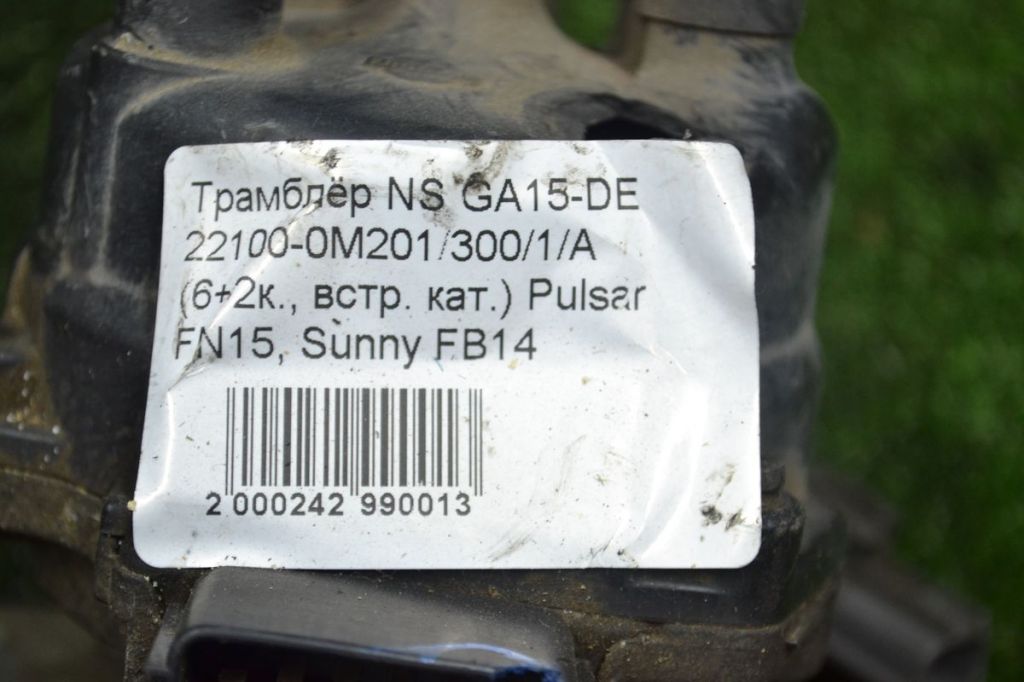 Трамблёр NS GA15-DE
22100-0M201/300/1/A
(6+2к., встр. кат.) Pulsar
FN15, Sunny FB14
2 000242 990013